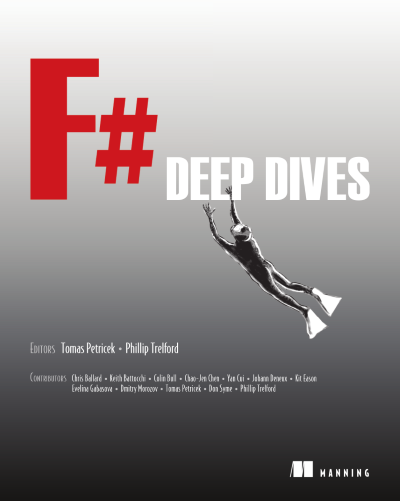 F#
DEEP DIVES
EDITORS Tomas Petricek • Phillip Trelford
CONTRIBUTORS Chris Ballard • Keith Battocchi • Colin Bull • Chao-Jen Chen • Yan Cui • Johann Deneux • Kit Eason
Evelina Gabasova • Dmitry Morozov • Tomas Petricek • Don Syme • Phillip Trelford
MANNING